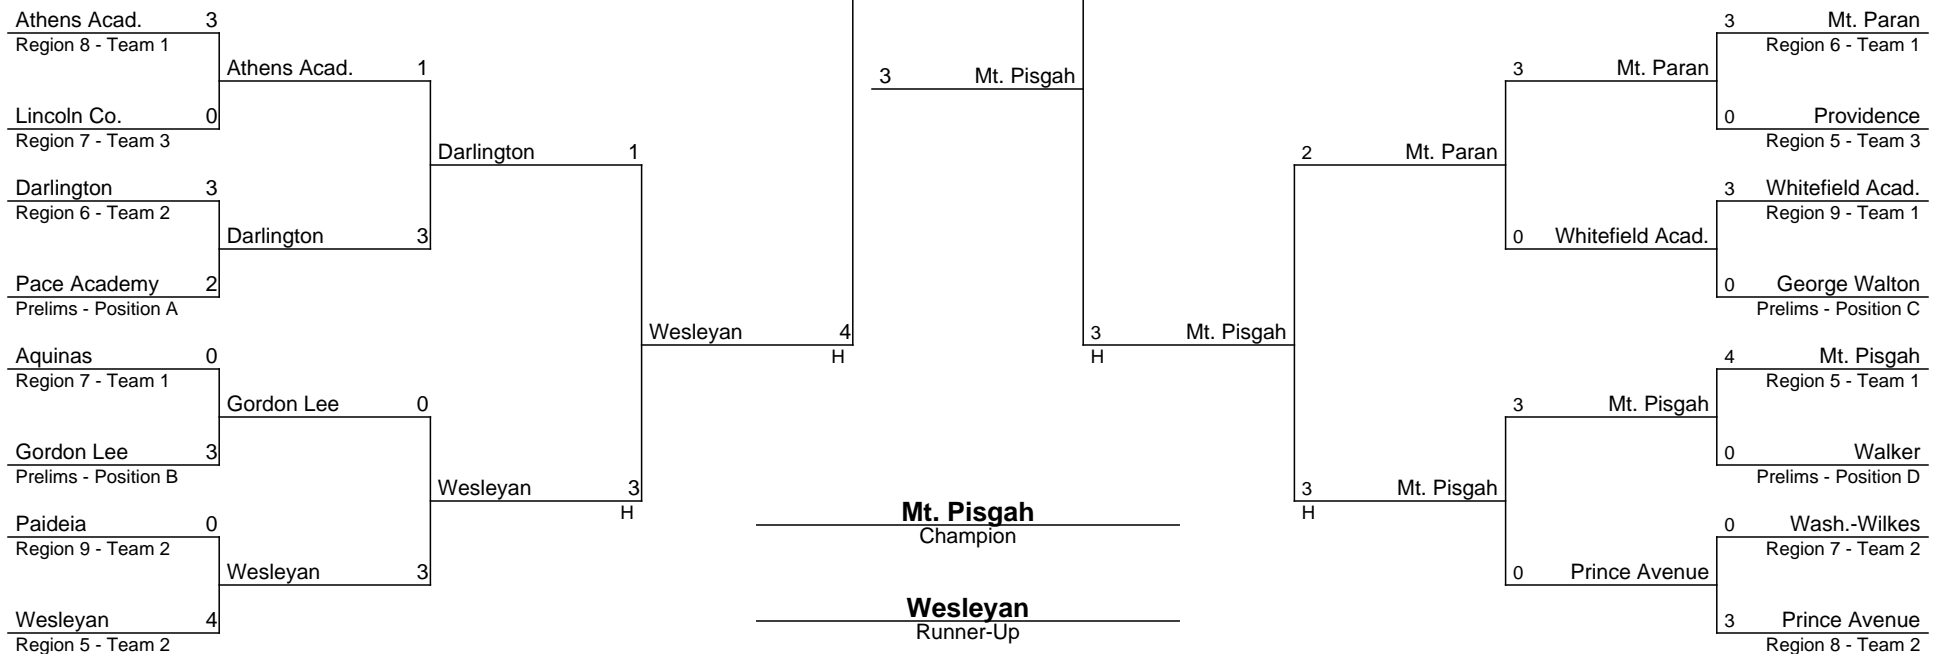 Athens Acad. 3
Region 8 - Team 1
Athens Acad. 1
Lincoln Co. 0
Region 7 - Team 3
Darlington 1
Darlington 3
Region 6 - Team 2
Darlington 3
Pace Academy 2
Prelims - Position A
Wesleyan 4
H
Aquinas 0
Region 7 - Team 1
Gordon Lee 0
Gordon Lee 3
Prelims - Position B
Wesleyan 3
H
Paideia 0
Region 9 - Team 2
Wesleyan 3
Wesleyan 4
Region 5 - Team 2
3 Mt. Pisgah
Mt. Pisgah
Champion
Wesleyan
Runner-Up
3 Mt. Paran
Region 6 - Team 1
3 Mt. Paran
0 Providence
Region 5 - Team 3
2 Mt. Paran
3 Whitefield Acad.
Region 9 - Team 1
0 Whitefield Acad.
0 George Walton
Prelims - Position C
3 Mt. Pisgah
H
4 Mt. Pisgah
Region 5 - Team 1
3 Mt. Pisgah
0 Walker
Prelims - Position D
3 Mt. Pisgah
H
0 Wash.-Wilkes
Region 7 - Team 2
0 Prince Avenue
3 Prince Avenue
Region 8 - Team 2